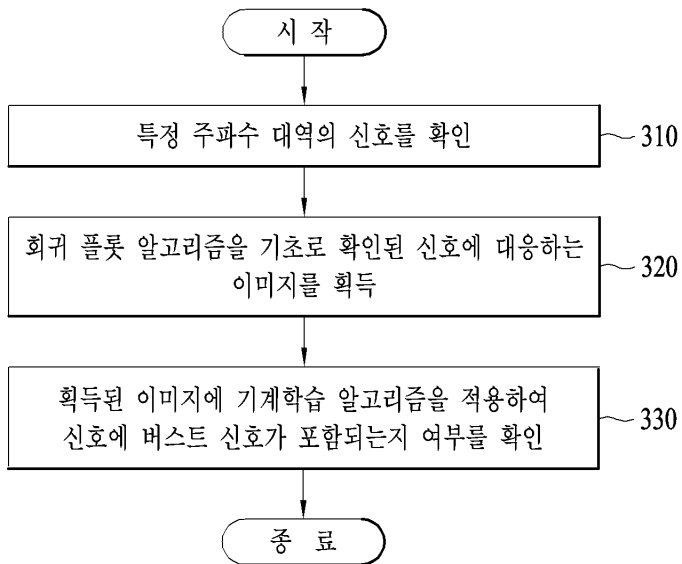 시 작
특정 주파수 대역의 신호를 확인
310
회귀 플롯 알고리즘을 기초로 확인된 신호에 대응하는
이미지를 획득
320
획득된 이미지에 기계학습 알고리즘을 적용하여
신호에 버스트 신호가 포함되는지 여부를 확인
330
종 료